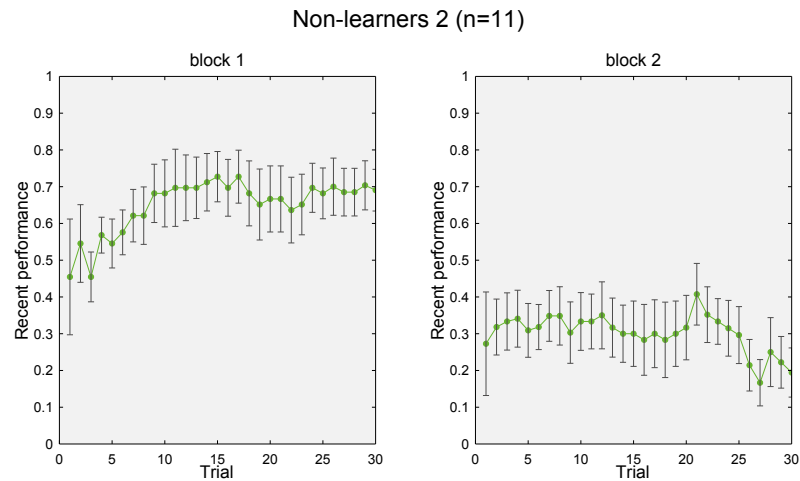 Non-learners 2 (n=11)
block 1
1
0.9
0.8
0.7
0.6
0.5
0.4
0.3
0.2
0.1
0
Recent performance
0 5 10 15 20 25 30
Trial
block 2
1
0.9
0.8
0.7
0.6
0.5
0.4
0.3
0.2
0.1
0
Recent performance
0 5 10 15 20 25 30
Trial